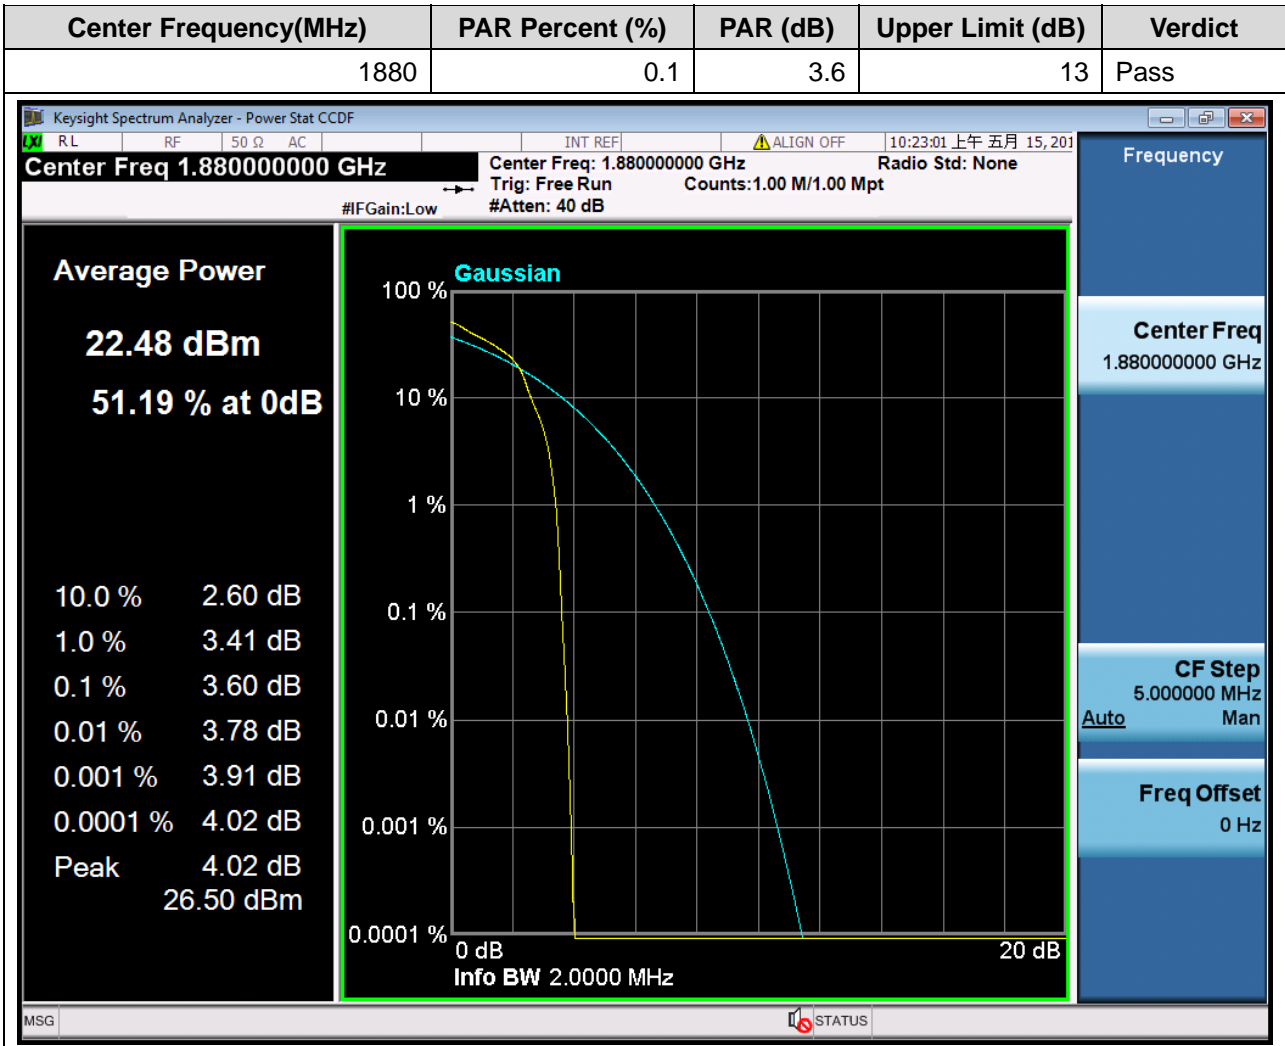 Center Frequency(MHz) PAR Percent (%) PAR (dB) Upper Limit (dB) Verdict
1880 0.1 3.6 13 Pass
Keysight Spectrum Analyzer - Power Stat CCDF
LXI RL RF 50 Ω AC INT REF ALIGN OFF 10:23:01 上午 五月 15, 201
Center Freq 1.880000000 GHz
#IFGain:Low
Center Freq: 1.880000000 GHz Radio Std: None
Trig: Free Run Counts:1.00 M/1.00 Mpt
#Atten: 40 dB
Average Power
22.48 dBm
51.19 % at 0dB
10.0 % 2.60 dB
1.0 % 3.41 dB
0.1 % 3.60 dB
0.01 % 3.78 dB
0.001 % 3.91 dB
0.0001 % 4.02 dB
Peak 4.02 dB
26.50 dBm
Gaussian
100 %
10 %
1 %
0.1 %
0.01 %
0.001 %
0.0001 %
0 dB 20 dB
Info BW 2.0000 MHz
Frequency
Center Freq
1.880000000 GHz
CF Step
5.000000 MHz
Auto Man
Freq Offset
0 Hz
MSG STATUS